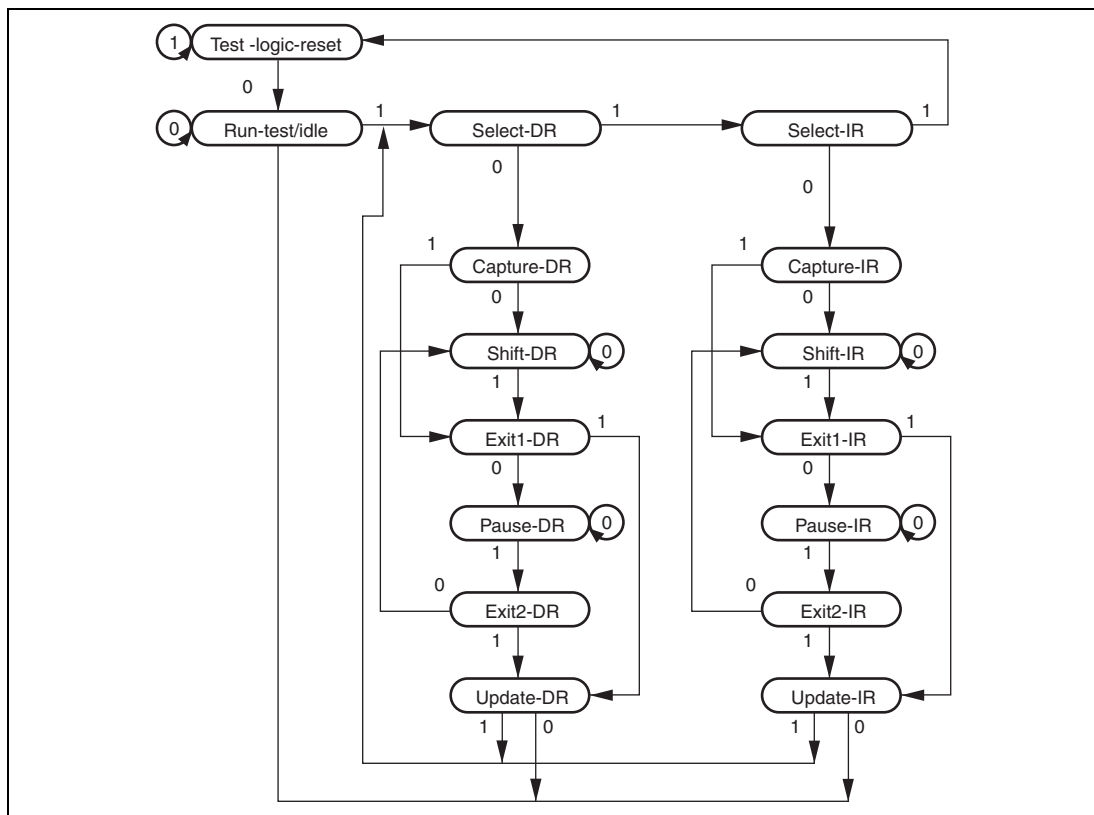 1 Test -logic-reset
0
0 Run-test/idle 1 Select-DR 1 Select-IR 1
0 0
1 1
Capture-DR Capture-IR
0 0
Shift-DR 0 Shift-IR 0
1 1
Exit1-DR 1 Exit1-IR 1
0 0
Pause-DR 0 Pause-IR 0
1 1
0 0
Exit2-DR Exit2-IR
1 1
Update-DR Update-IR
1 0 1 0